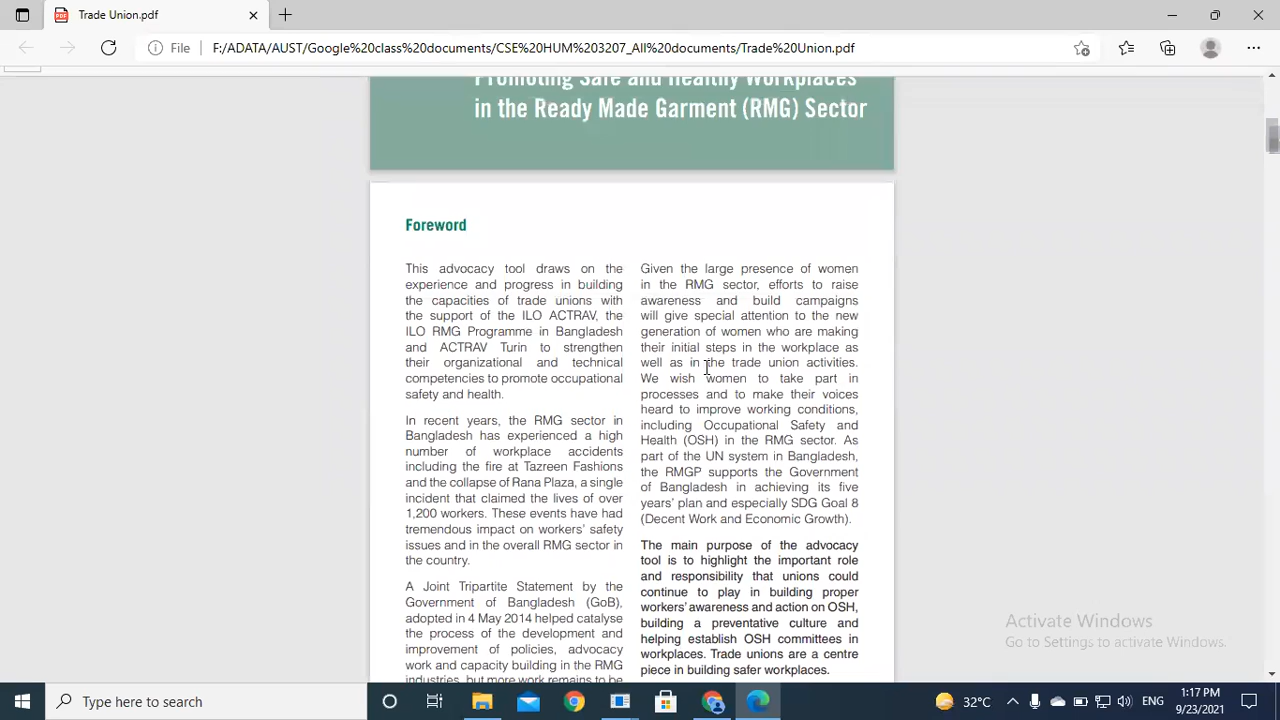 Trade Union.pdf
File
F:/ADATA/AUST/Google%20class%20documents/CSE%20HUM%203207_All%20documents/Trade%20Union.pdf
Promoting Safe and Healthy Workplaces
in the Ready Made Garment (RMG) Sector
Foreword
This advocacy tool draws on the
experience and progress in building
the capacities of trade unions with
the support of the ILO ACTRAV, the
ILO RMG Programme in Bangladesh
and ACTRAV Turin to strengthen
their organizational and technical
competencies to promote occupational
safety and health.
In recent years, the RMG sector in
Bangladesh has experienced a high
number of workplace accidents
including the fire at Tazreen Fashions
and the collapse of Rana Plaza, a single
incident that claimed the lives of over
1,200 workers. These events have had
tremendous impact on workers' safety
issues and in the overall RMG sector in
the country.
A Joint Tripartite Statement by the
Government of Bangladesh (GoB),
adopted in 4 May 2014 helped catalyse
the process of the development and
improvement of policies, advocacy
work and capacity building in the RMG
industries, but more work remains to be
Given the large presence of women
in the RMG sector, efforts to raise
awareness and build campaigns
will give special attention to the new
generation of women who are making
their initial steps in the workplace as
well as in the trade union activities.
We wish women to take part in
processes and to make their voices
heard to improve working conditions,
including Occupational Safety and
Health (OSH) in the RMG sector. As
part of the UN system in Bangladesh,
the RMGP supports the Government
of Bangladesh in achieving its five
years' plan and especially SDG Goal 8
(Decent Work and Economic Growth).
The main purpose of the advocacy
tool is to highlight the important role
and responsibility that unions could
continue to play in building proper
workers' awareness and action on OSH,
building a preventative culture and
helping establish OSH committees in
workplaces. Trade unions are a centre
piece in building safer workplaces.
Activate Windows
Go to Settings to activate Windows.
Type here to search
32°C
ENG
1:17 PM
9/23/2021